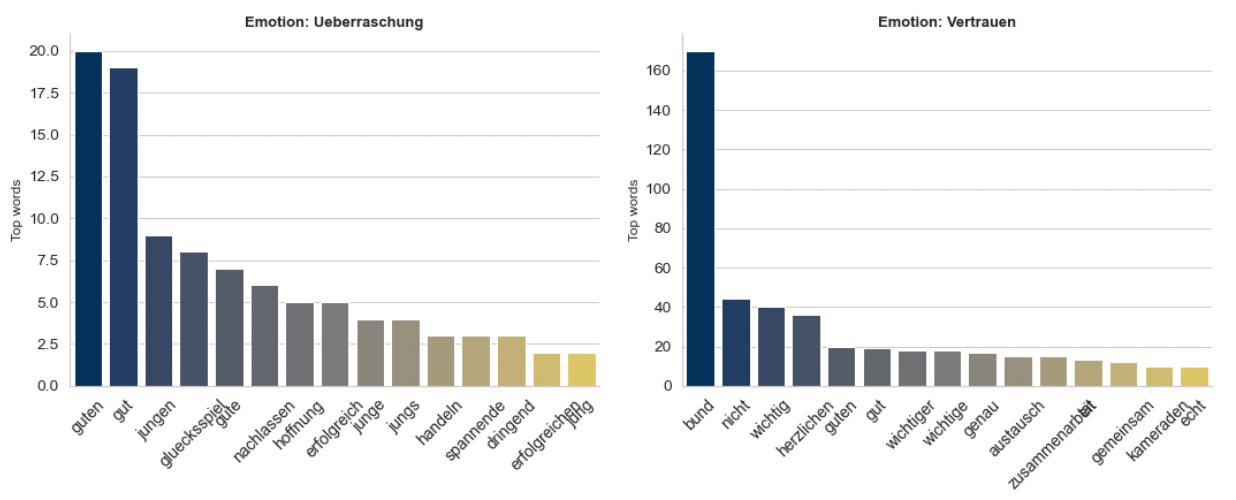 Emotion: Ueberraschung
Top words
20.0
17.5
15.0
12.5
10.0
7.5
5.0
2.5
0.0
guten
gut
jungen
gluecksspiel
gute
nachlassen
hoffnung
erfolgreich
junge
jungs
handeln
spannende
dringend
erfolgreichen
jung
Emotion: Vertrauen
Top words
160
140
120
100
80
60
40
20
0
bund
nicht
wichtig
herzlichen
guten
gut
wichtiger
wichtige
genau
austausch
zusammenarbeit
gemeinsam
kameraden
echt